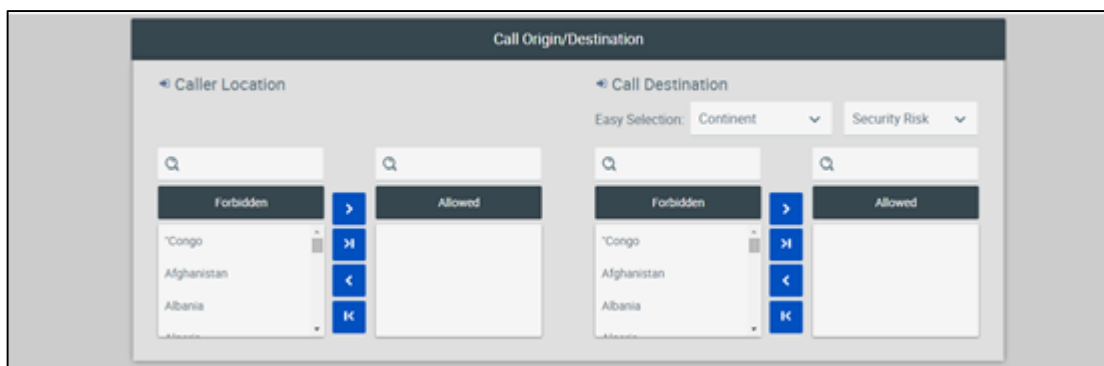 Call Origin/Destination
Caller Location
Call Destination
Easy Selection: Continent Security Risk
Forbidden Allowed Forbidden Allowed
"Congo "Congo
Afghanistan Afghanistan
Albania Albania